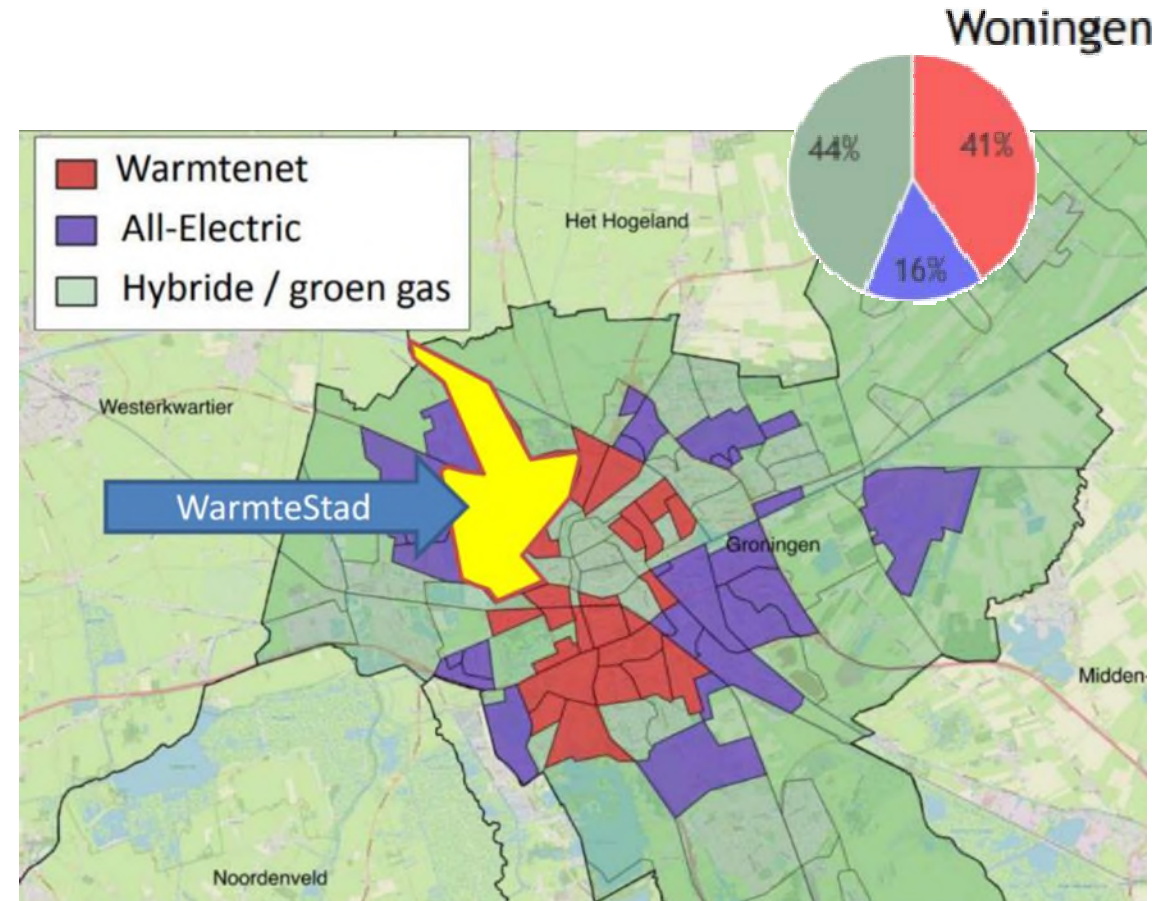 Woningen
44%
41%
16%
Warmtenet
All-Electric
Hybride / groen gas
Het Hogeland
Westerkwartier
WarmteStad
Groningen
Midden-
Noordenveld